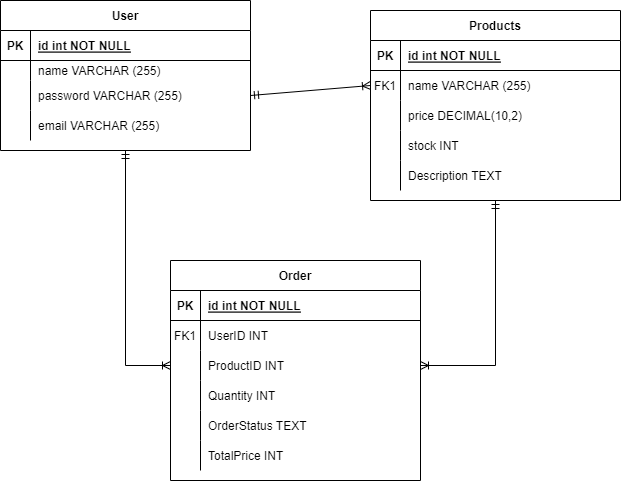 User
PK id int NOT NULL
name VARCHAR (255)
password VARCHAR (255)
email VARCHAR (255)
Products
PK id int NOT NULL
FK1 name VARCHAR (255)
price DECIMAL(10,2)
stock INT
Description TEXT
Order
PK id int NOT NULL
FK1 UserID INT
ProductID INT
Quantity INT
OrderStatus TEXT
TotalPrice INT